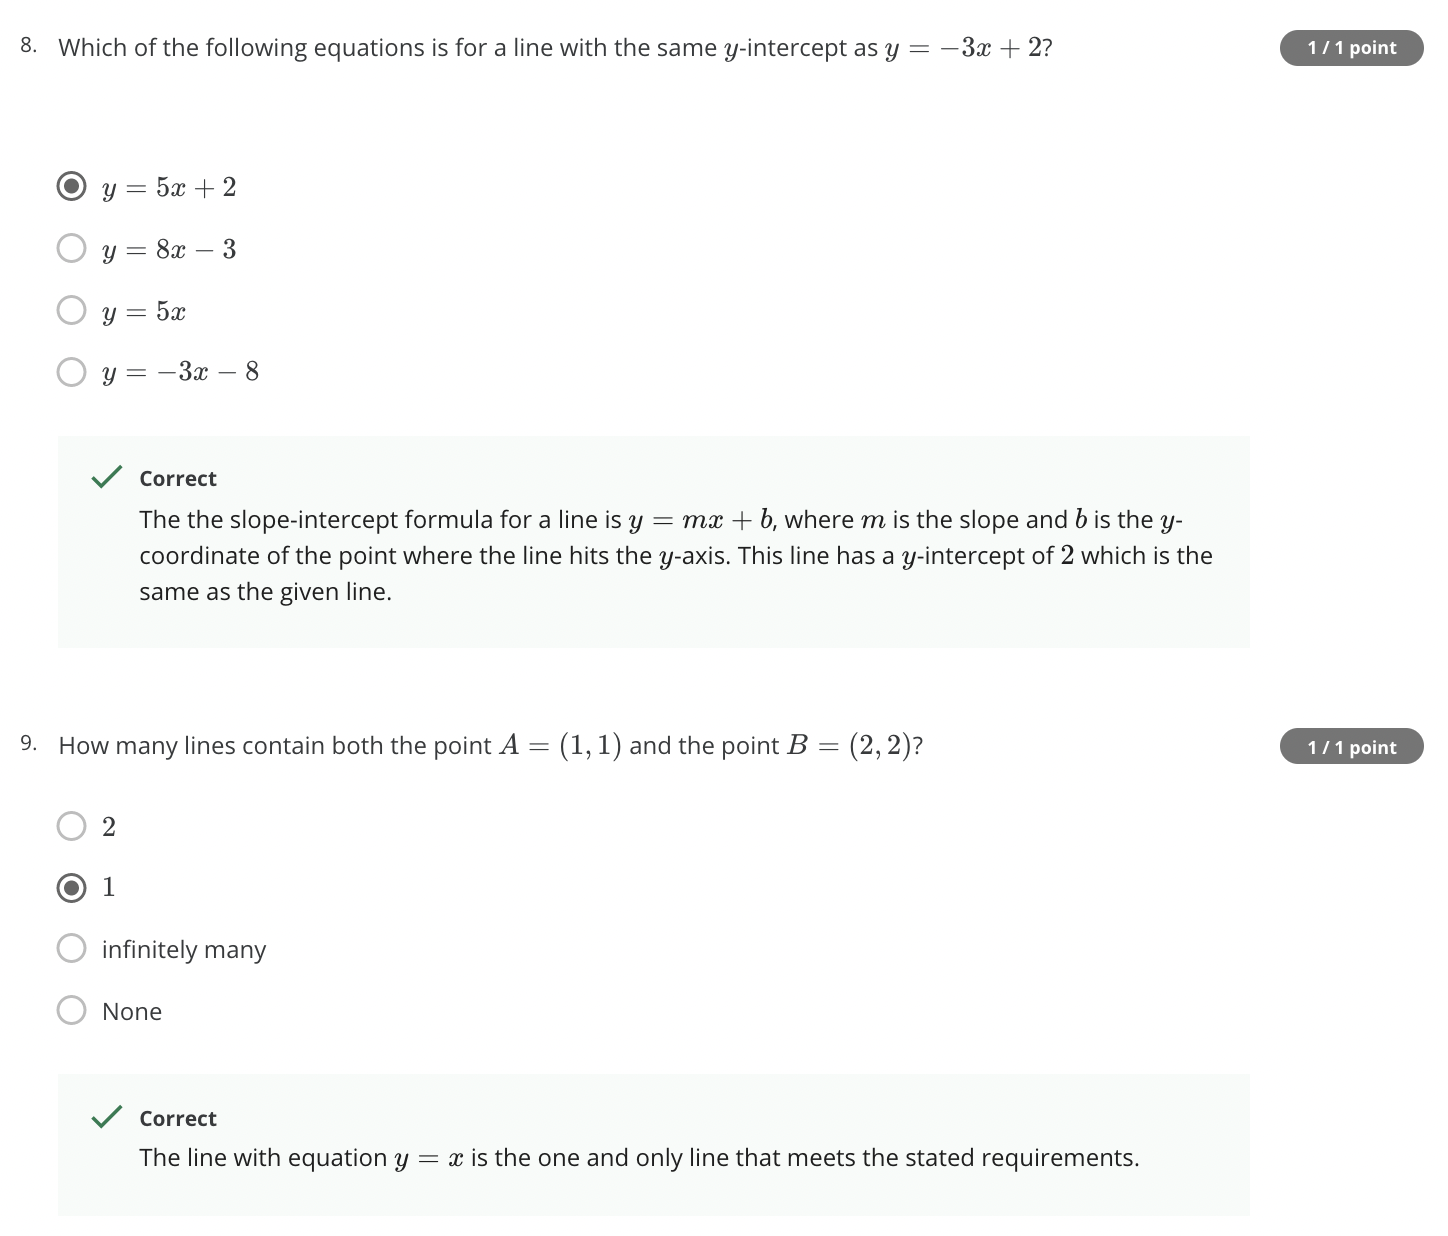 8. Which of the following equations is for a line with the same y-intercept as y = −3x + 2?
1 / 1 point
y = 5x + 2
y = 8x − 3
y = 5x
y = −3x − 8
Correct
The the slope-intercept formula for a line is y = mx + b, where m is the slope and b is the y-
coordinate of the point where the line hits the y-axis. This line has a y-intercept of 2 which is the
same as the given line.
9. How many lines contain both the point A = (1, 1) and the point B = (2, 2)?
1 / 1 point
2
1
infinitely many
None
Correct
The line with equation y = x is the one and only line that meets the stated requirements.